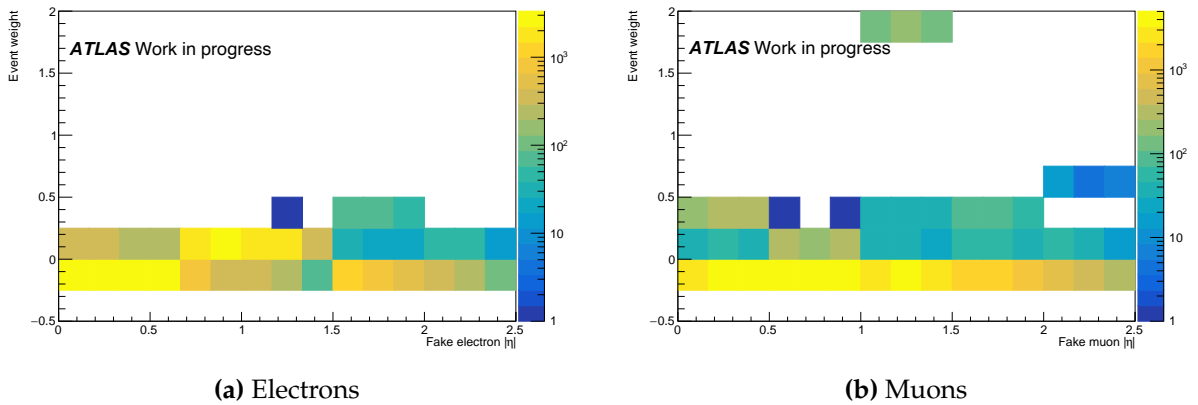 Event weight
2
1.5
1
0.5
0
−0.5
ATLAS Work in progress
0 0.5 1 1.5 2 2.5
Fake electron |η|
10³
10²
10
1
(a) Electrons
Event weight
2
1.5
1
0.5
0
−0.5
ATLAS Work in progress
0 0.5 1 1.5 2 2.5
Fake muon |η|
10³
10²
10
1
(b) Muons